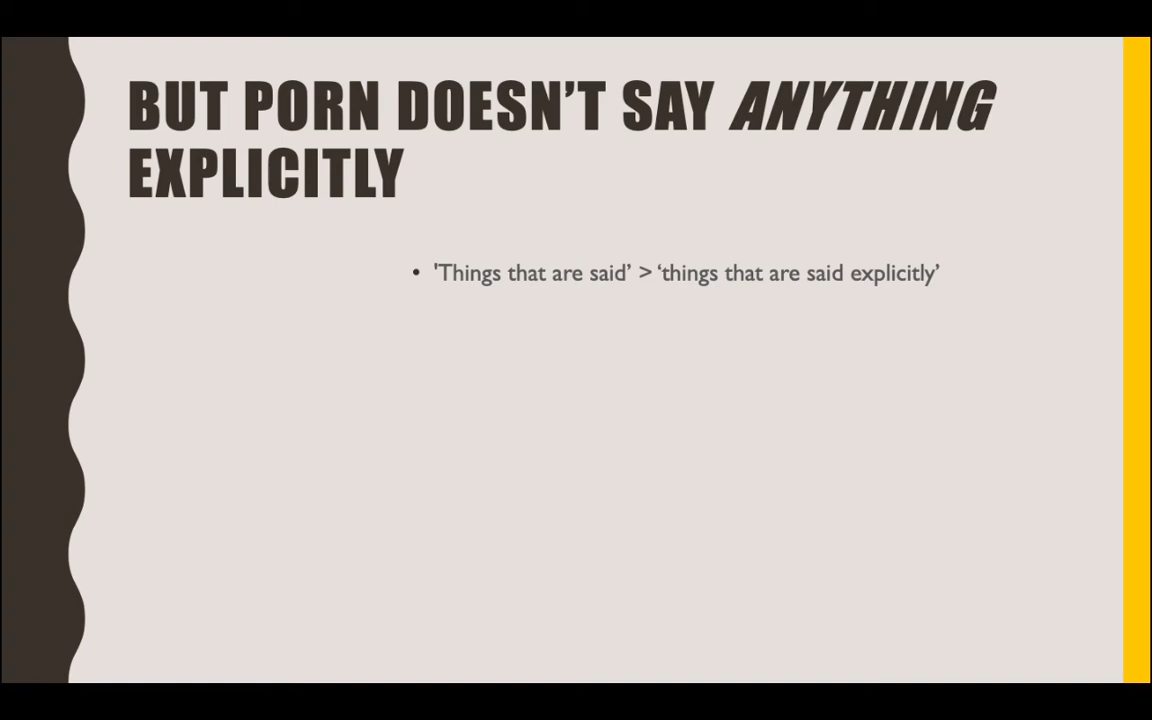 BUT PORN DOESN’T SAY ANYTHING
EXPLICITLY
• 'Things that are said’ > ‘things that are said explicitly’